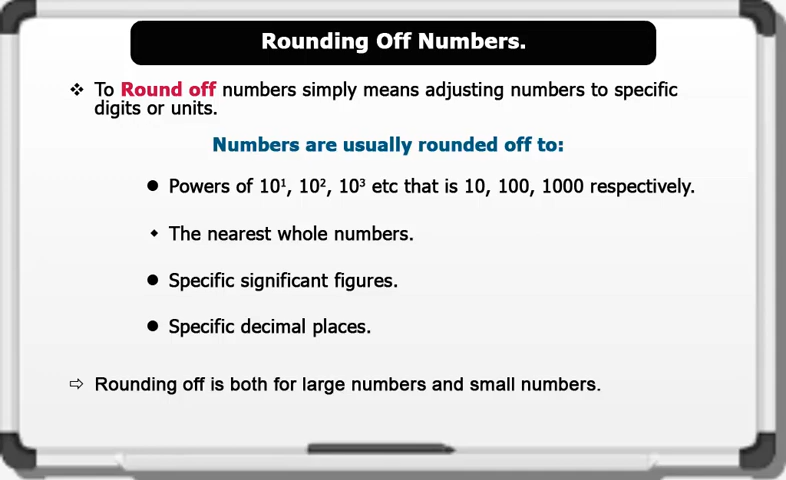 Rounding Off Numbers.
❖ To Round off numbers simply means adjusting numbers to specific
digits or units.
Numbers are usually rounded off to:
● Powers of 10¹, 10², 10³ etc that is 10, 100, 1000 respectively.
⬩ The nearest whole numbers.
● Specific significant figures.
● Specific decimal places.
⇨ Rounding off is both for large numbers and small numbers.